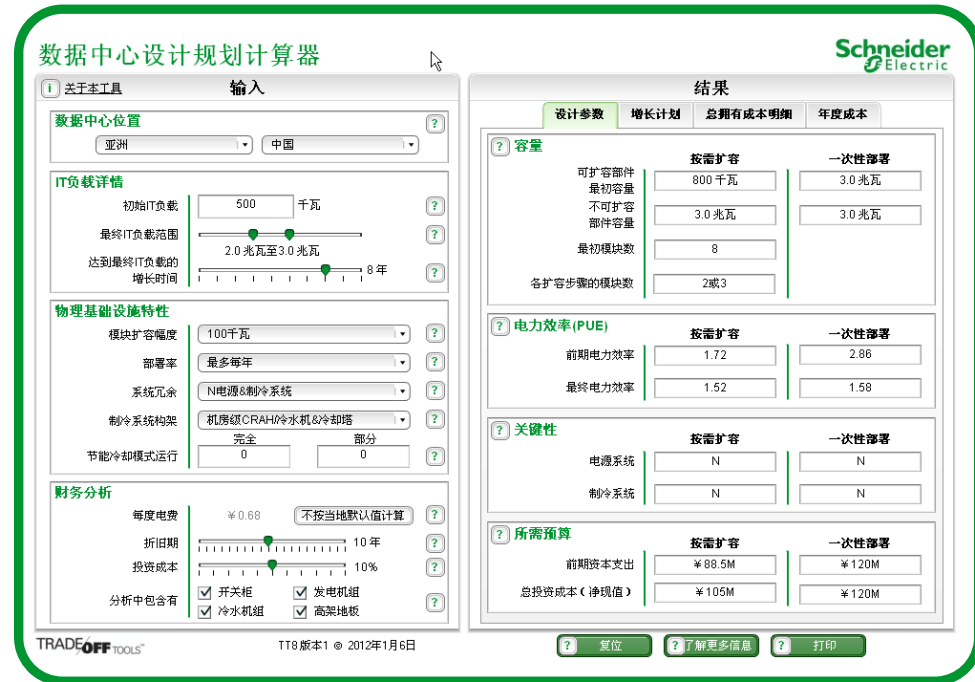 数据中心设计规划计算器
Schneider
Electric
i 关于本工具
输入
数据中心位置 ?
亚洲 中国
IT负载详情
初始IT负载 500 千瓦 ?
最终IT负载范围 ?
2.0 兆瓦至3.0 兆瓦
达到最终IT负载的
增长时间 8 年 ?
物理基础设施特性
模块扩容幅度 100千瓦 ?
部署率 最多每年 ?
系统冗余 N电源&制冷系统 ?
制冷系统构架 机房级CRAH/冷水机&冷却塔 ?
完全 部分
节能冷却模式运行 0 0 ?
财务分析
每度电费 ¥0.68 不按当地默认值计算 ?
折旧期 10 年 ?
投资成本 10% ?
分析中包含有 开关柜 发电机组 ?
冷水机组 高架地板
结果
设计参数 增长计划 总拥有成本明细 年度成本
? 容量
按需扩容 一次性部署
可扩容部件
最初容量 800 千瓦 3.0 兆瓦
不可扩容
部件容量 3.0 兆瓦 3.0 兆瓦
最初模块数 8
各扩容步骤的模块数 2或3
? 电力效率(PUE)
按需扩容 一次性部署
前期电力效率 1.72 2.86
最终电力效率 1.52 1.58
? 关键性
按需扩容 一次性部署
电源系统 N N
制冷系统 N N
? 所需预算
按需扩容 一次性部署
前期资本支出 ¥88.5M ¥120M
总投资成本（净现值） ¥105M ¥120M
TRADEOFF TOOLS™
TT8 版本1 © 2012年1月6日
? 复位 ? 了解更多信息 ? 打印